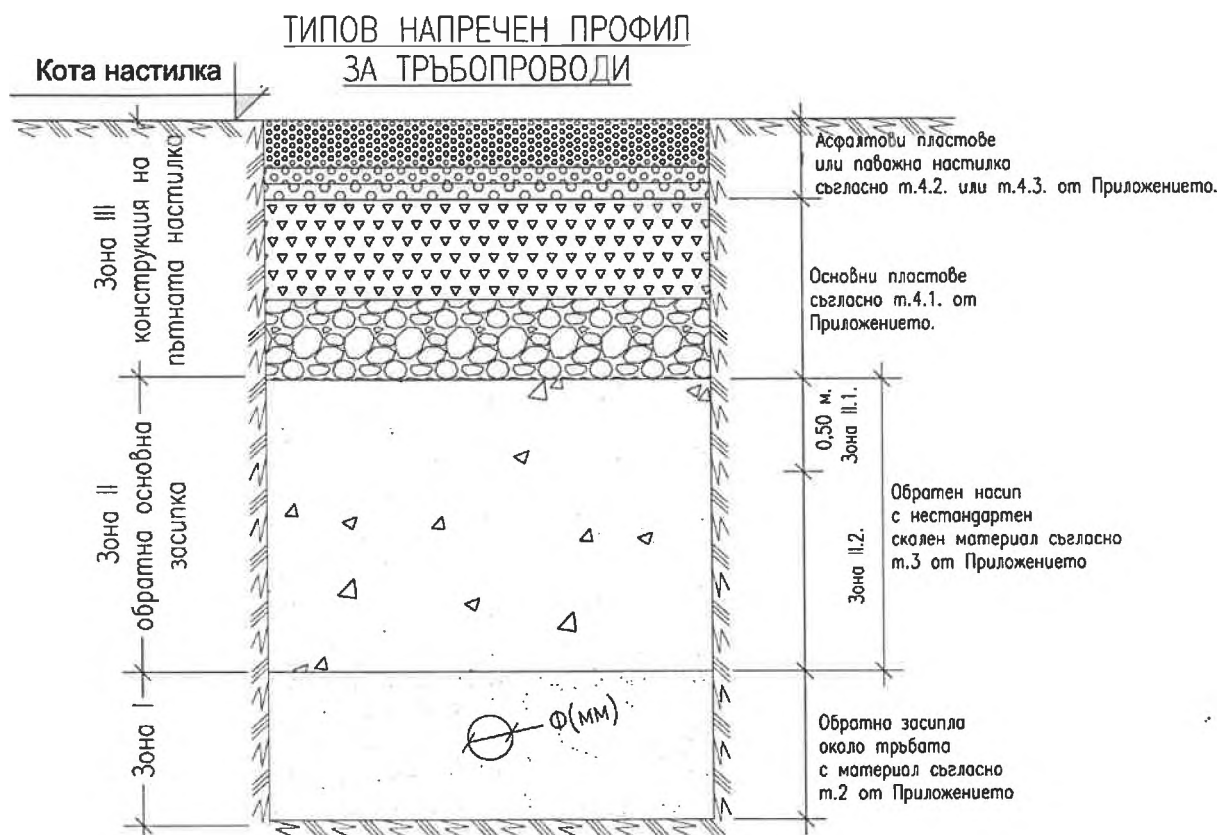 ТИПОВ НАПРЕЧЕН ПРОФИЛ
ЗА ТРЪБОПРОВОДИ
Кота настилка
Зона III
конструкция на
пътната настилка
Зона II
обратна основна
засипка
Зона I
Асфалтови пластове
или паважна настилка
съгласно т.4.2. или т.4.3. от Приложението.
Основни пластове
съгласно т.4.1. от
Приложението.
0,50 м.
Зона II.1.
Зона II.2.
Обратен насип
с нестандартен
скален материал съгласно
т.3 от Приложението
Ф(мм)
Обратна засипла
около тръбата
с материал съгласно
т.2 от Приложението